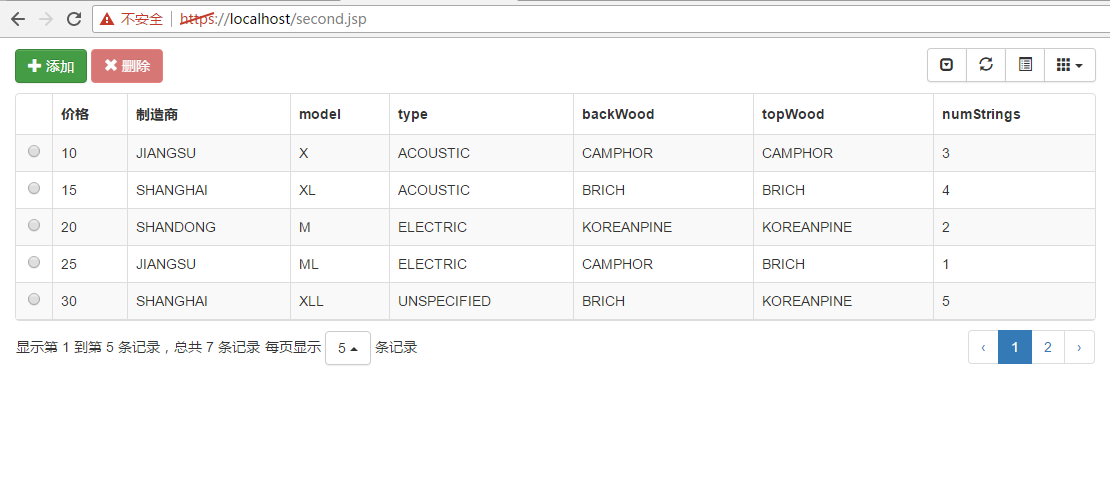 不安全 https://localhost/second.jsp
添加 删除
价格 制造商 model type backWood topWood numStrings
10 JIANGSU X ACOUSTIC CAMPHOR CAMPHOR 3
15 SHANGHAI XL ACOUSTIC BRICH BRICH 4
20 SHANDONG M ELECTRIC KOREANPINE KOREANPINE 2
25 JIANGSU ML ELECTRIC CAMPHOR BRICH 1
30 SHANGHAI XLL UNSPECIFIED BRICH KOREANPINE 5
显示第 1 到第 5 条记录，总共 7 条记录 每页显示 5 条记录 ‹ 1 2 ›